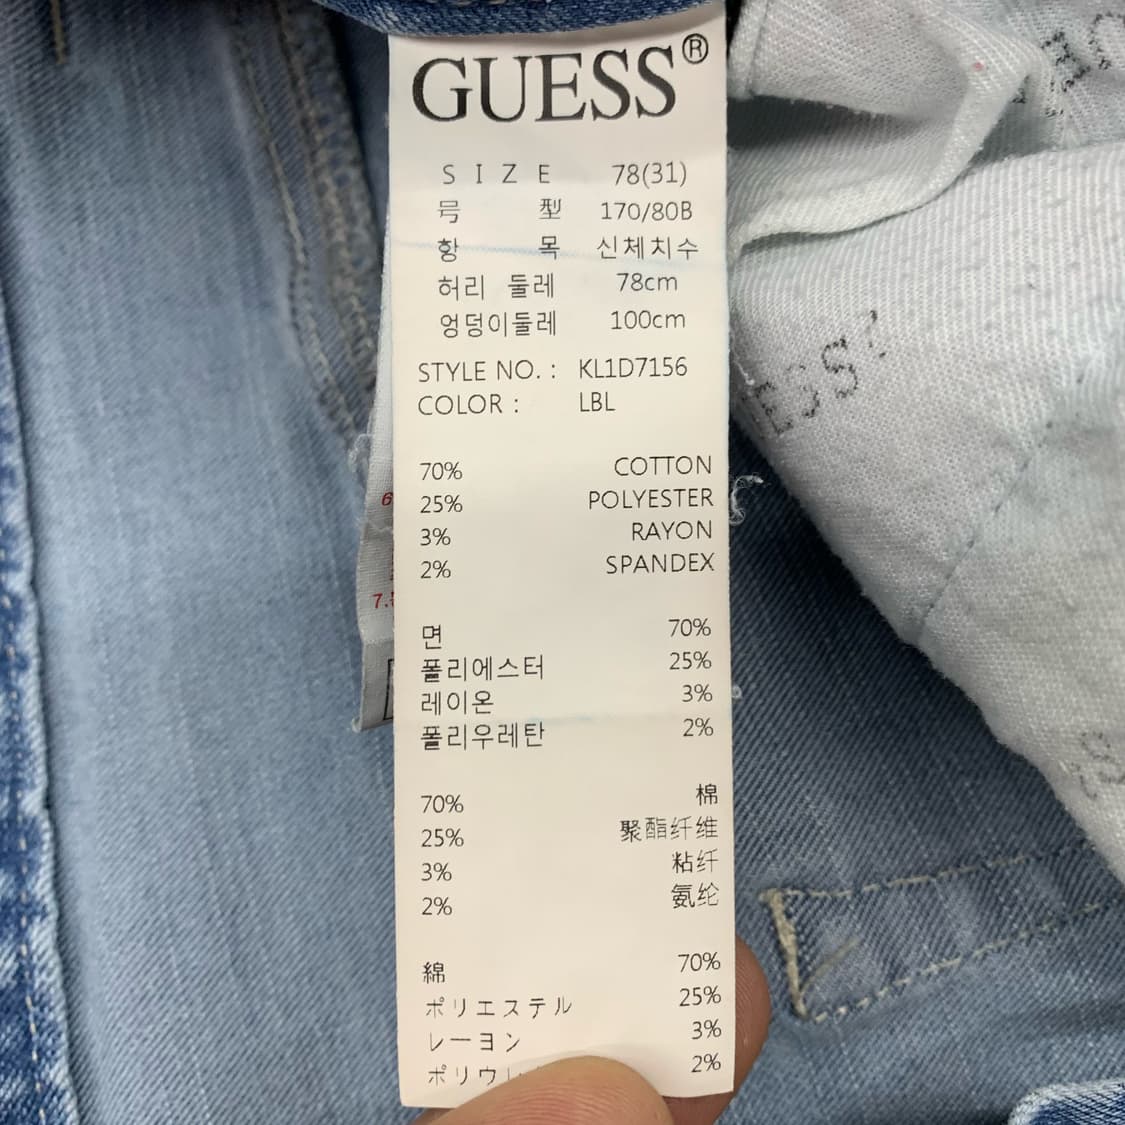 GUESS®
SIZE 78(31)
号 型 170/80B
항 목 신체치수
허리 둘레 78cm
엉덩이둘레 100cm
STYLE NO. : KL1D7156
COLOR : LBL
70% COTTON
25% POLYESTER
3% RAYON
2% SPANDEX
면 70%
폴리에스터 25%
레이온 3%
폴리우레탄 2%
70% 棉
25% 聚酯纤维
3% 粘纤
2% 氨纶
綿 70%
ポリエステル 25%
レーヨン 3%
2%